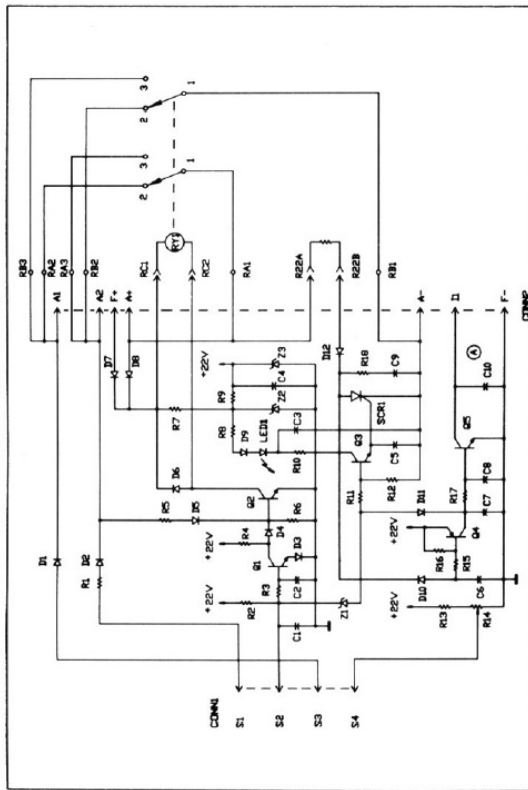 3
2
1
3
2
1
RB3
RA2
RA3
RB2
RC1
RY1
RC2
RA1
R22A
R22B
RB1
A1
A2
F+
A+
A-
I1
F-
CONN2
D7
D8
+22V
Z3
C4
Z2
R9
R7
R8
D9
LED1
C3
R10
D12
R18
C9
SCR1
Q3
C5
A
C10
Q5
D6
Q2
R5
D5
R6
R4
D4
+22V
Q1
D3
R11
R12
D11
R17
C8
C7
+22V
Q4
R16
R15
D1
D2
R1
+22V
R2
R3
C2
C1
Z1
D10
C6
+22V
R13
R14
CONN1
S1
S2
S3
S4